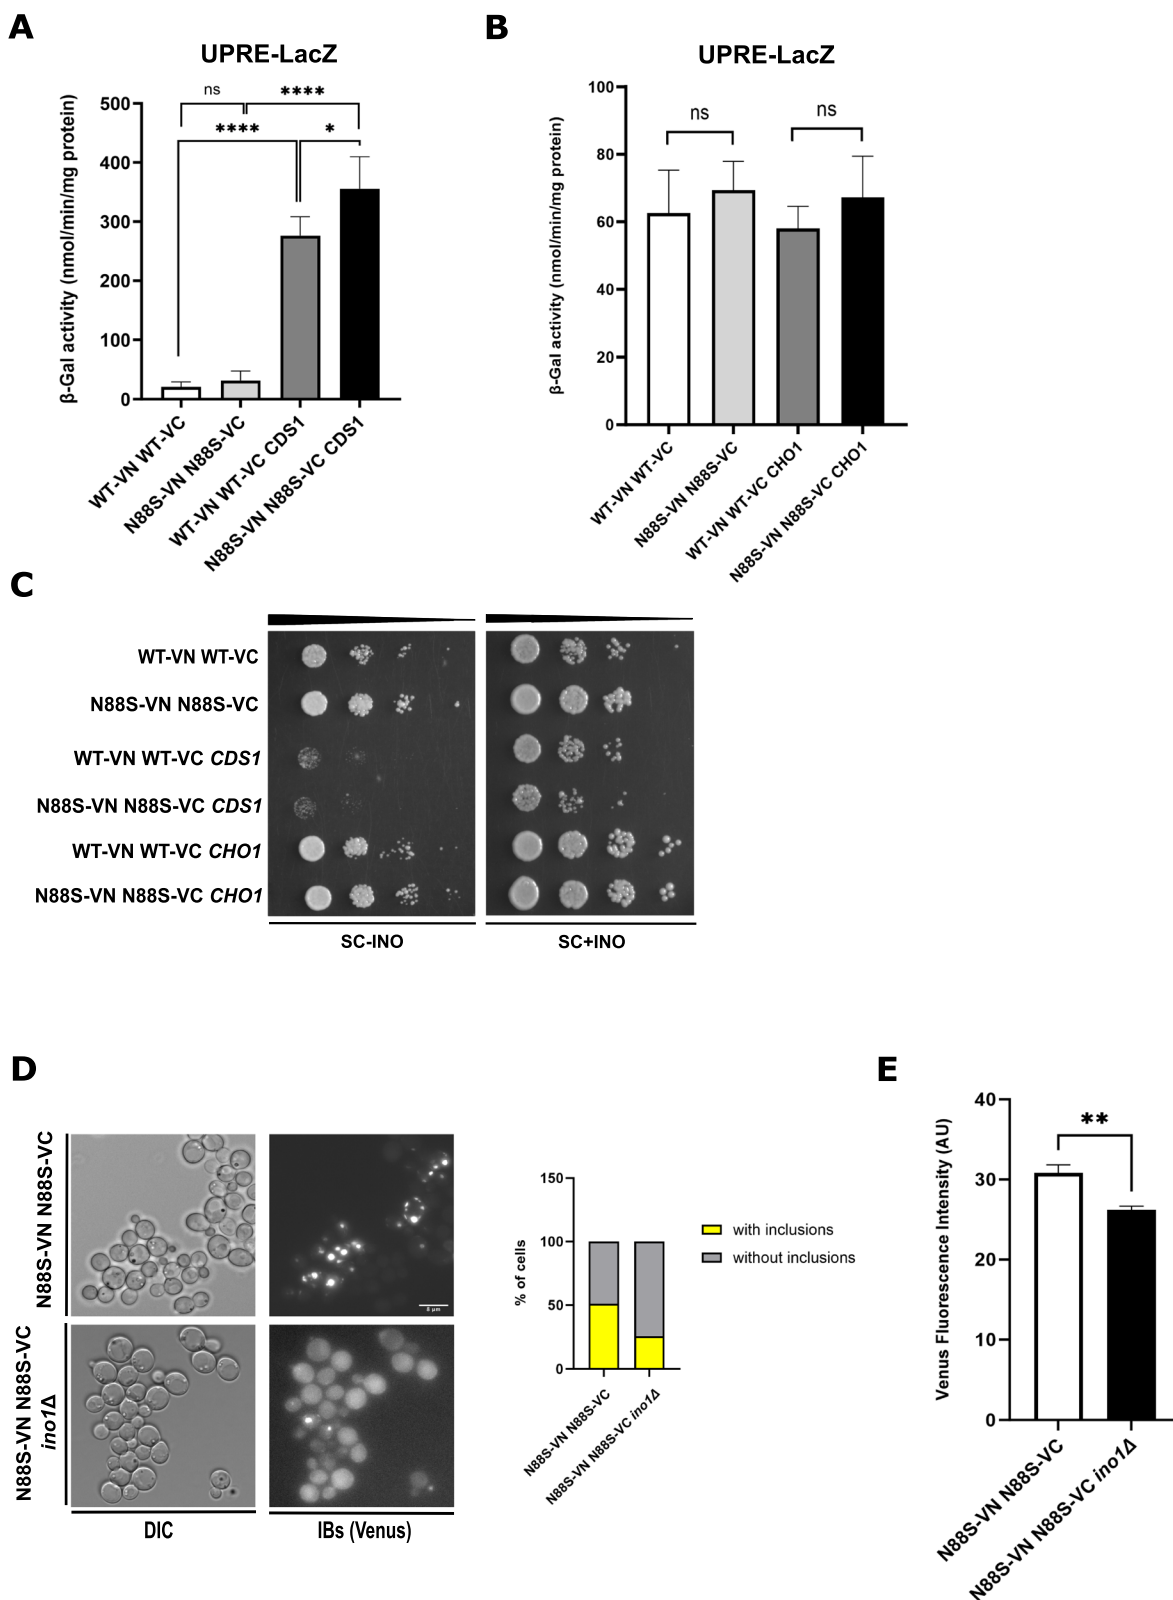 A
UPRE-LacZ
ns
****
****
*
β-Gal activity (nmol/min/mg protein)
500
400
300
200
100
0
WT-VN WT-VC
N88S-VN N88S-VC
WT-VN WT-VC CDS1
N88S-VN N88S-VC CDS1
B
UPRE-LacZ
ns
ns
β-Gal activity (nmol/min/mg protein)
100
80
60
40
20
0
WT-VN WT-VC
N88S-VN N88S-VC
WT-VN WT-VC CHO1
N88S-VN N88S-VC CHO1
C
WT-VN WT-VC
N88S-VN N88S-VC
WT-VN WT-VC CDS1
N88S-VN N88S-VC CDS1
WT-VN WT-VC CHO1
N88S-VN N88S-VC CHO1
SC-INO
SC+INO
D
N88S-VN N88S-VC
N88S-VN N88S-VC
ino1Δ
DIC
IBs (Venus)
% of cells
150
100
50
0
N88S-VN N88S-VC
N88S-VN N88S-VC ino1Δ
with inclusions
without inclusions
E
**
Venus Fluorescence Intensity (AU)
40
30
20
10
0
N88S-VN N88S-VC
N88S-VN N88S-VC ino1Δ